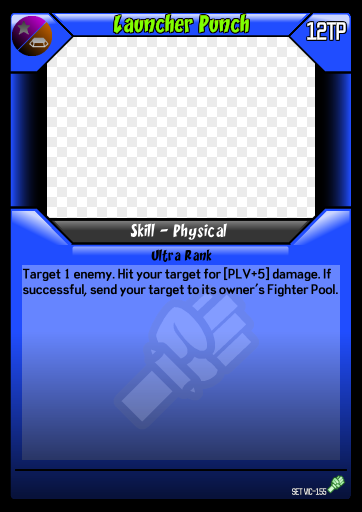 Launcher Punch
12TP
Skill - Physical
Ultra Rank
Target 1 enemy. Hit your target for [PLV+5] damage. If
successful, send your target to its owner's Fighter Pool.
SET VIC-155